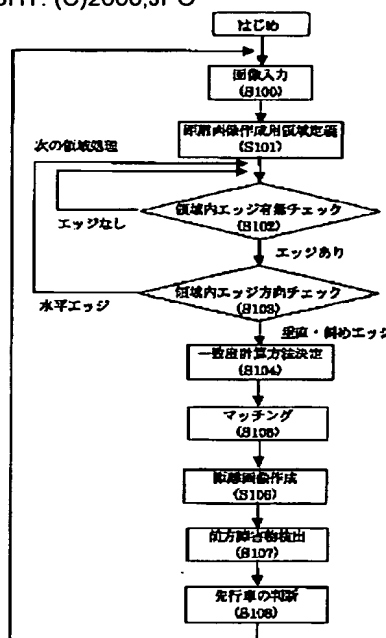 (C)2006,JPO
はじめ
画像入力
(S100)
距離画像作成用領域定義
(S101)
次の領域処理
領域内エッジ有無チェック
(S102)
エッジなし
エッジあり
領域内エッジ方向チェック
(S103)
水平エッジ
垂直・斜めエッジ
一致度計算方法決定
(S104)
マッチング
(S105)
距離画像作成
(S106)
前方障害物検出
(S107)
先行車の判断
(S108)